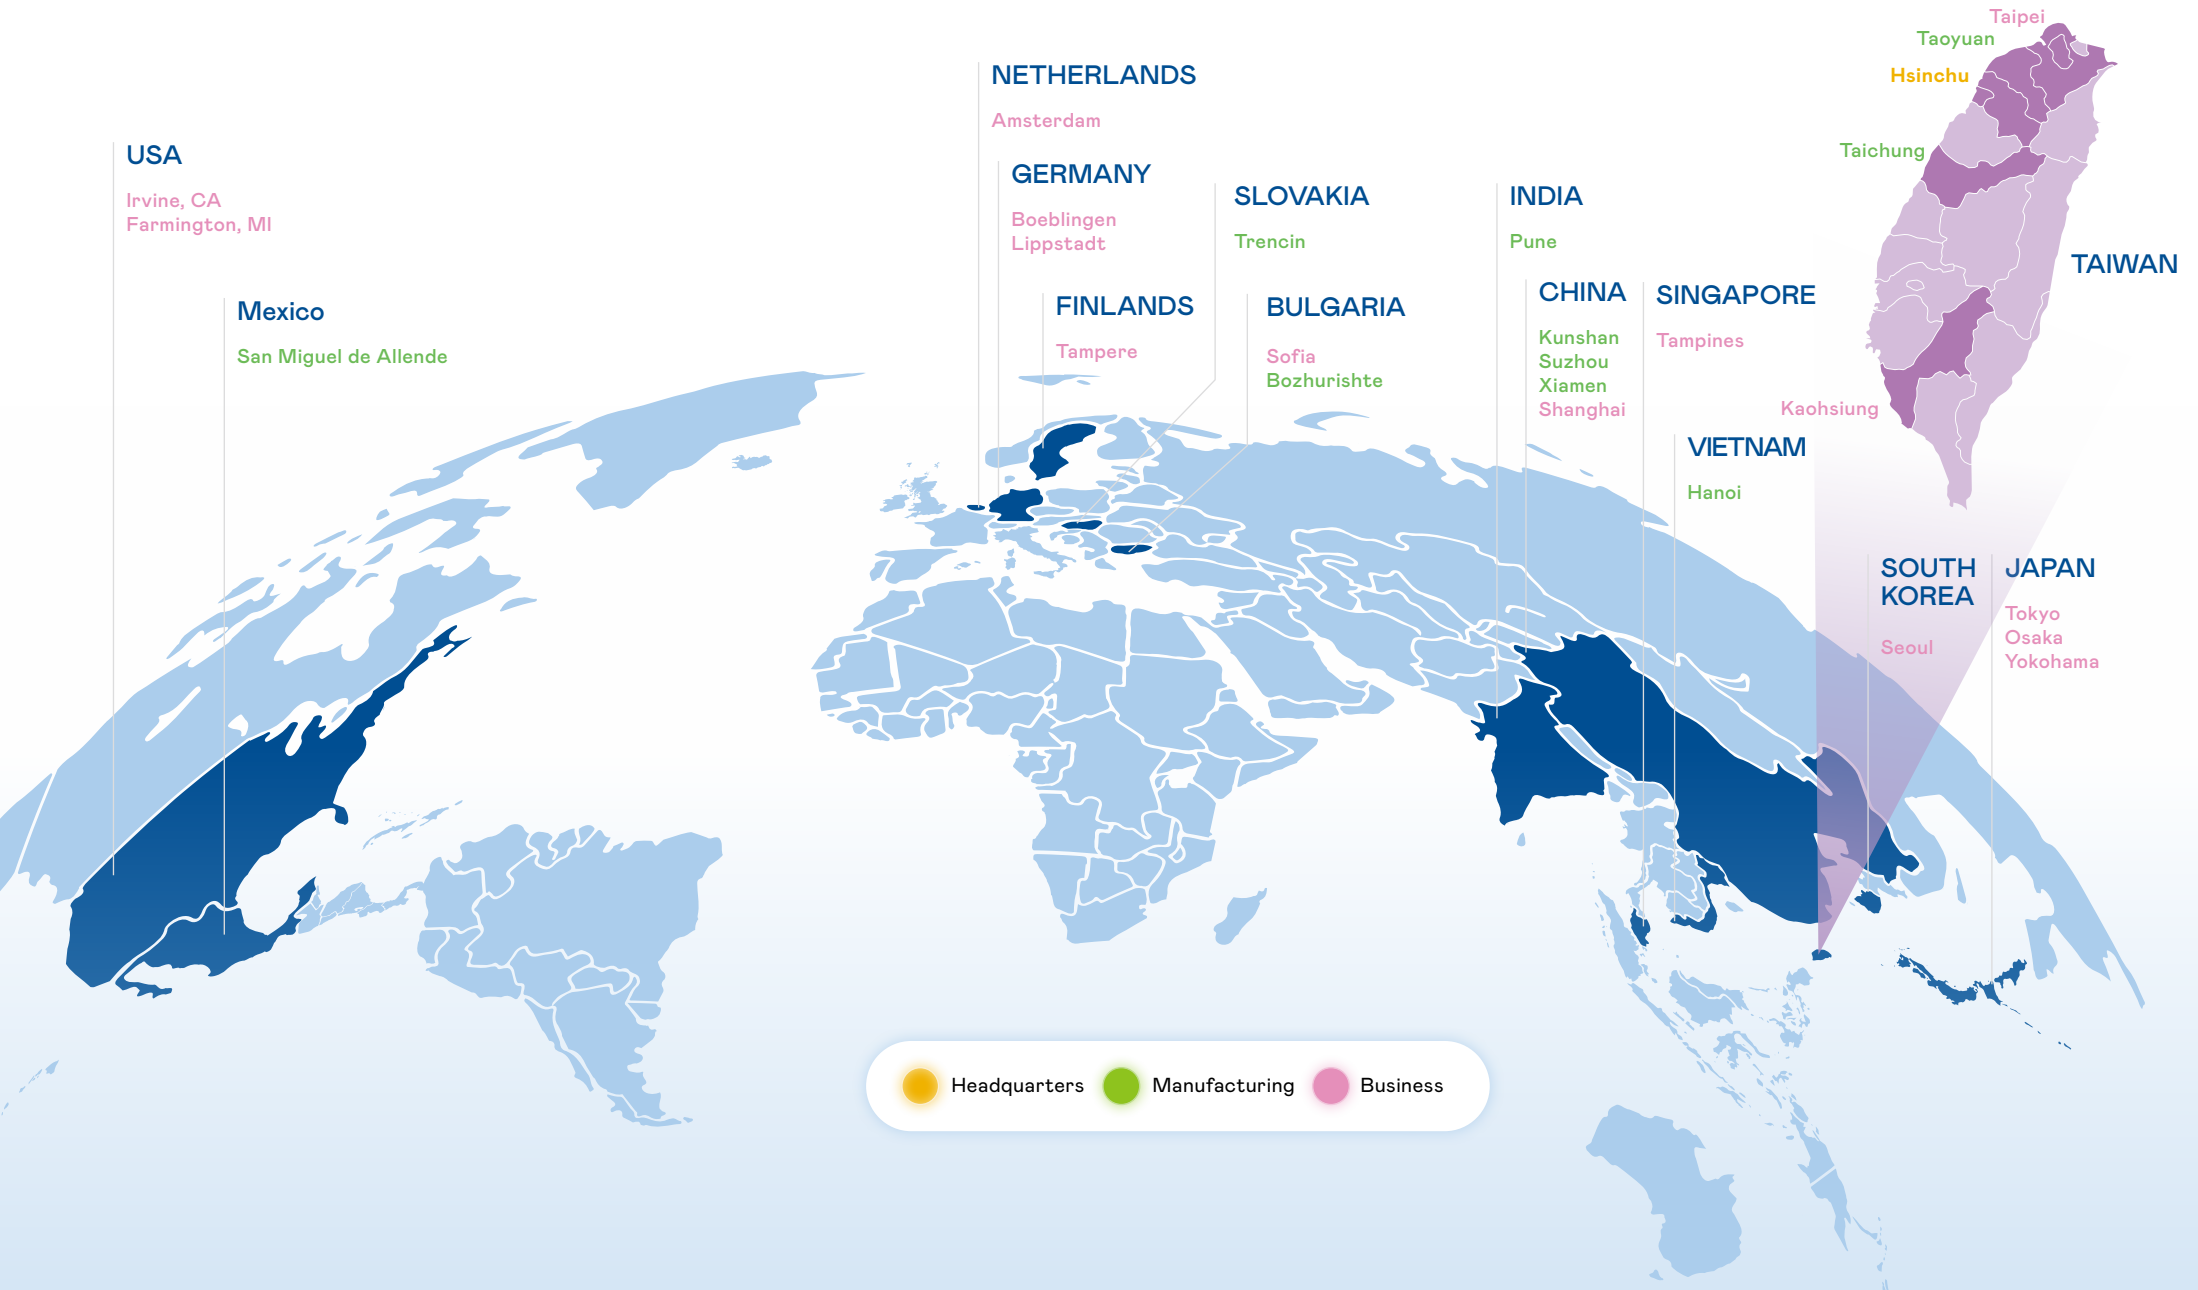 Taipei
Taoyuan
Hsinchu
Taichung
TAIWAN
Kaohsiung
NETHERLANDS
Amsterdam
USA
Irvine, CA
Farmington, MI
GERMANY
Boeblingen
Lippstadt
SLOVAKIA
Trencin
INDIA
Pune
Mexico
San Miguel de Allende
FINLANDS
Tampere
BULGARIA
Sofia
Bozhurishte
CHINA
Kunshan
Suzhou
Xiamen
Shanghai
SINGAPORE
Tampines
VIETNAM
Hanoi
SOUTH
KOREA
Seoul
JAPAN
Tokyo
Osaka
Yokohama
Headquarters
Manufacturing
Business